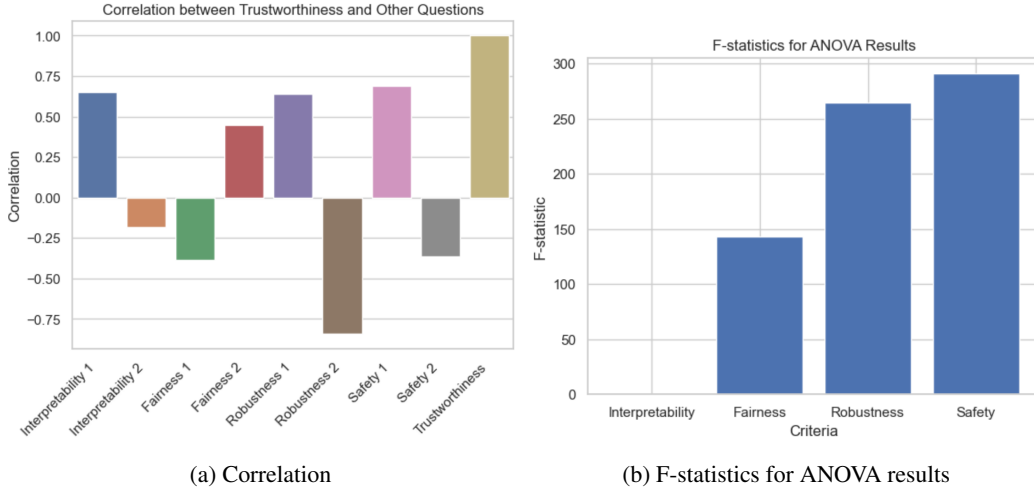 Correlation between Trustworthiness and Other Questions
1.00
0.75
0.50
0.25
0.00
−0.25
−0.50
−0.75
Correlation
Interpretability 1
Interpretability 2
Fairness 1
Fairness 2
Robustness 1
Robustness 2
Safety 1
Safety 2
Trustworthiness
(a) Correlation
F-statistics for ANOVA Results
300
250
200
150
100
50
0
F-statistic
Interpretability
Fairness
Robustness
Safety
Criteria
(b) F-statistics for ANOVA results